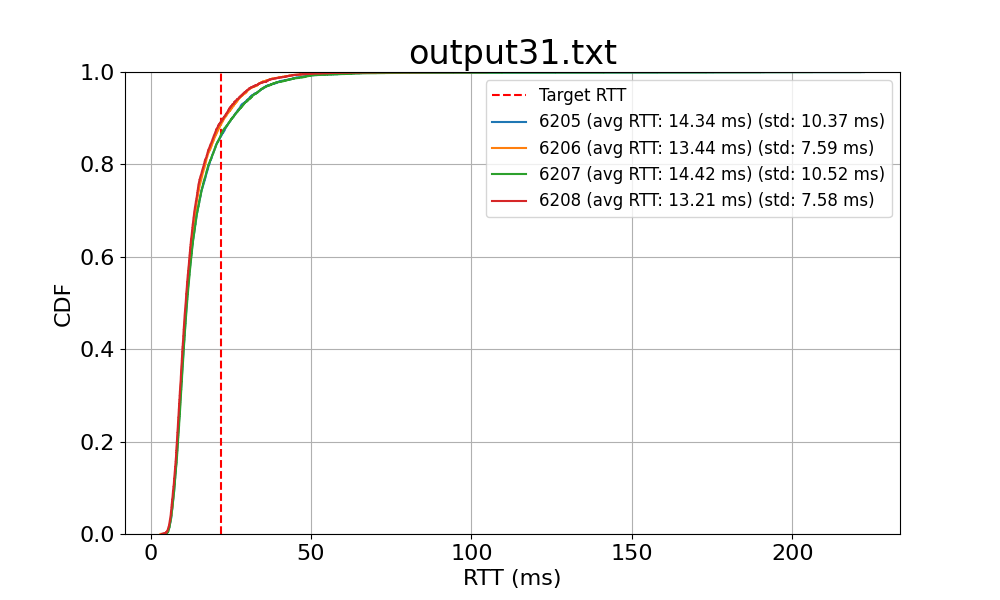 output31.txt
1.0
0.8
0.6
0.4
0.2
0.0
CDF
Target RTT
6205 (avg RTT: 14.34 ms) (std: 10.37 ms)
6206 (avg RTT: 13.44 ms) (std: 7.59 ms)
6207 (avg RTT: 14.42 ms) (std: 10.52 ms)
6208 (avg RTT: 13.21 ms) (std: 7.58 ms)
0 50 100 150 200
RTT (ms)